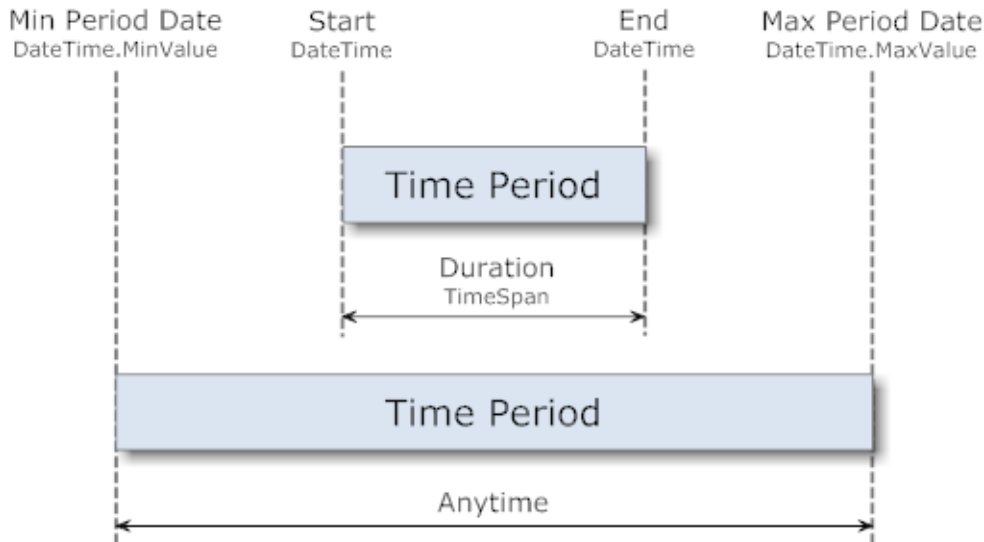 Min Period Date
DateTime.MinValue
Start
DateTime
End
DateTime
Max Period Date
DateTime.MaxValue
Time Period
Duration
TimeSpan
Time Period
Anytime